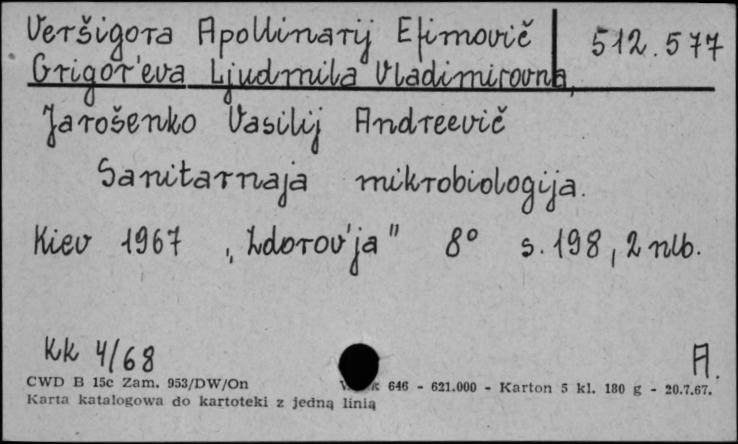 Veršigora Apollinarij Efimovič 512.577
Grigor'eva Ljudmila Vladimirovna,
Jarošenko Vasilij Andreevič
Sanitarnaja mikrobiologija.
Kiev 1967 „Zdorov'ja" 8° s. 198, 2 nlb.
KK 4/68 A.
CWD B 15c Zam. 953/DW/On 646 - 621.000 - Karton 5 kl. 180 g - 20.7.67.
Karta katalogowa do kartoteki z jedną linią